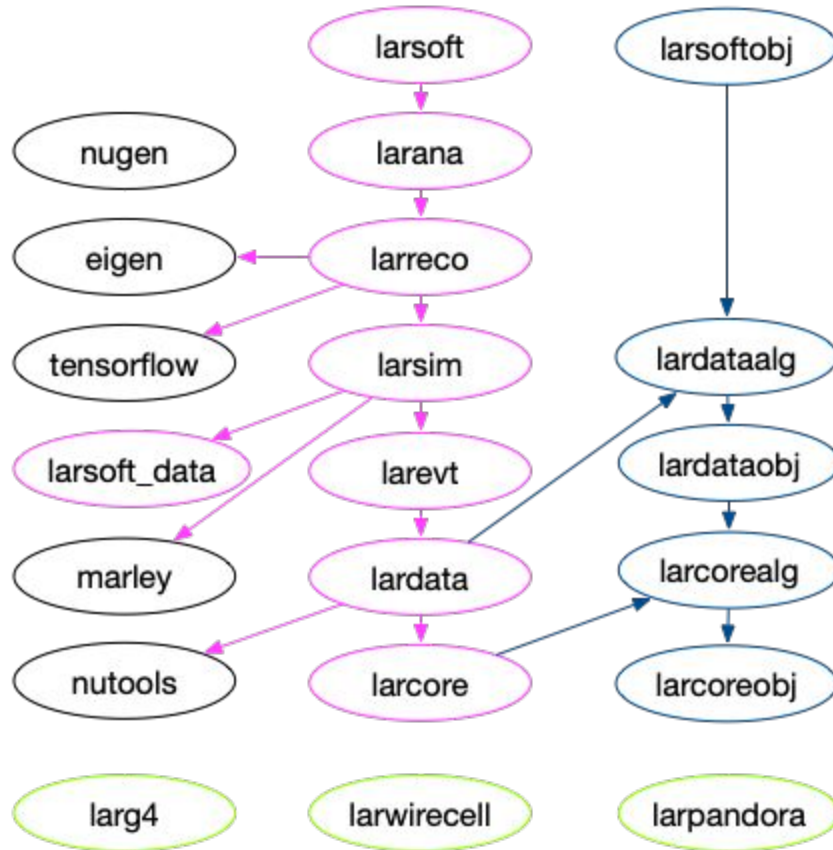 larsoft
larsoftobj
nugen
larana
eigen
larreco
tensorflow
larsim
lardataalg
larsoft_data
larevt
lardataobj
marley
lardata
larcorealg
nutools
larcore
larcoreobj
larg4
larwirecell
larpandora